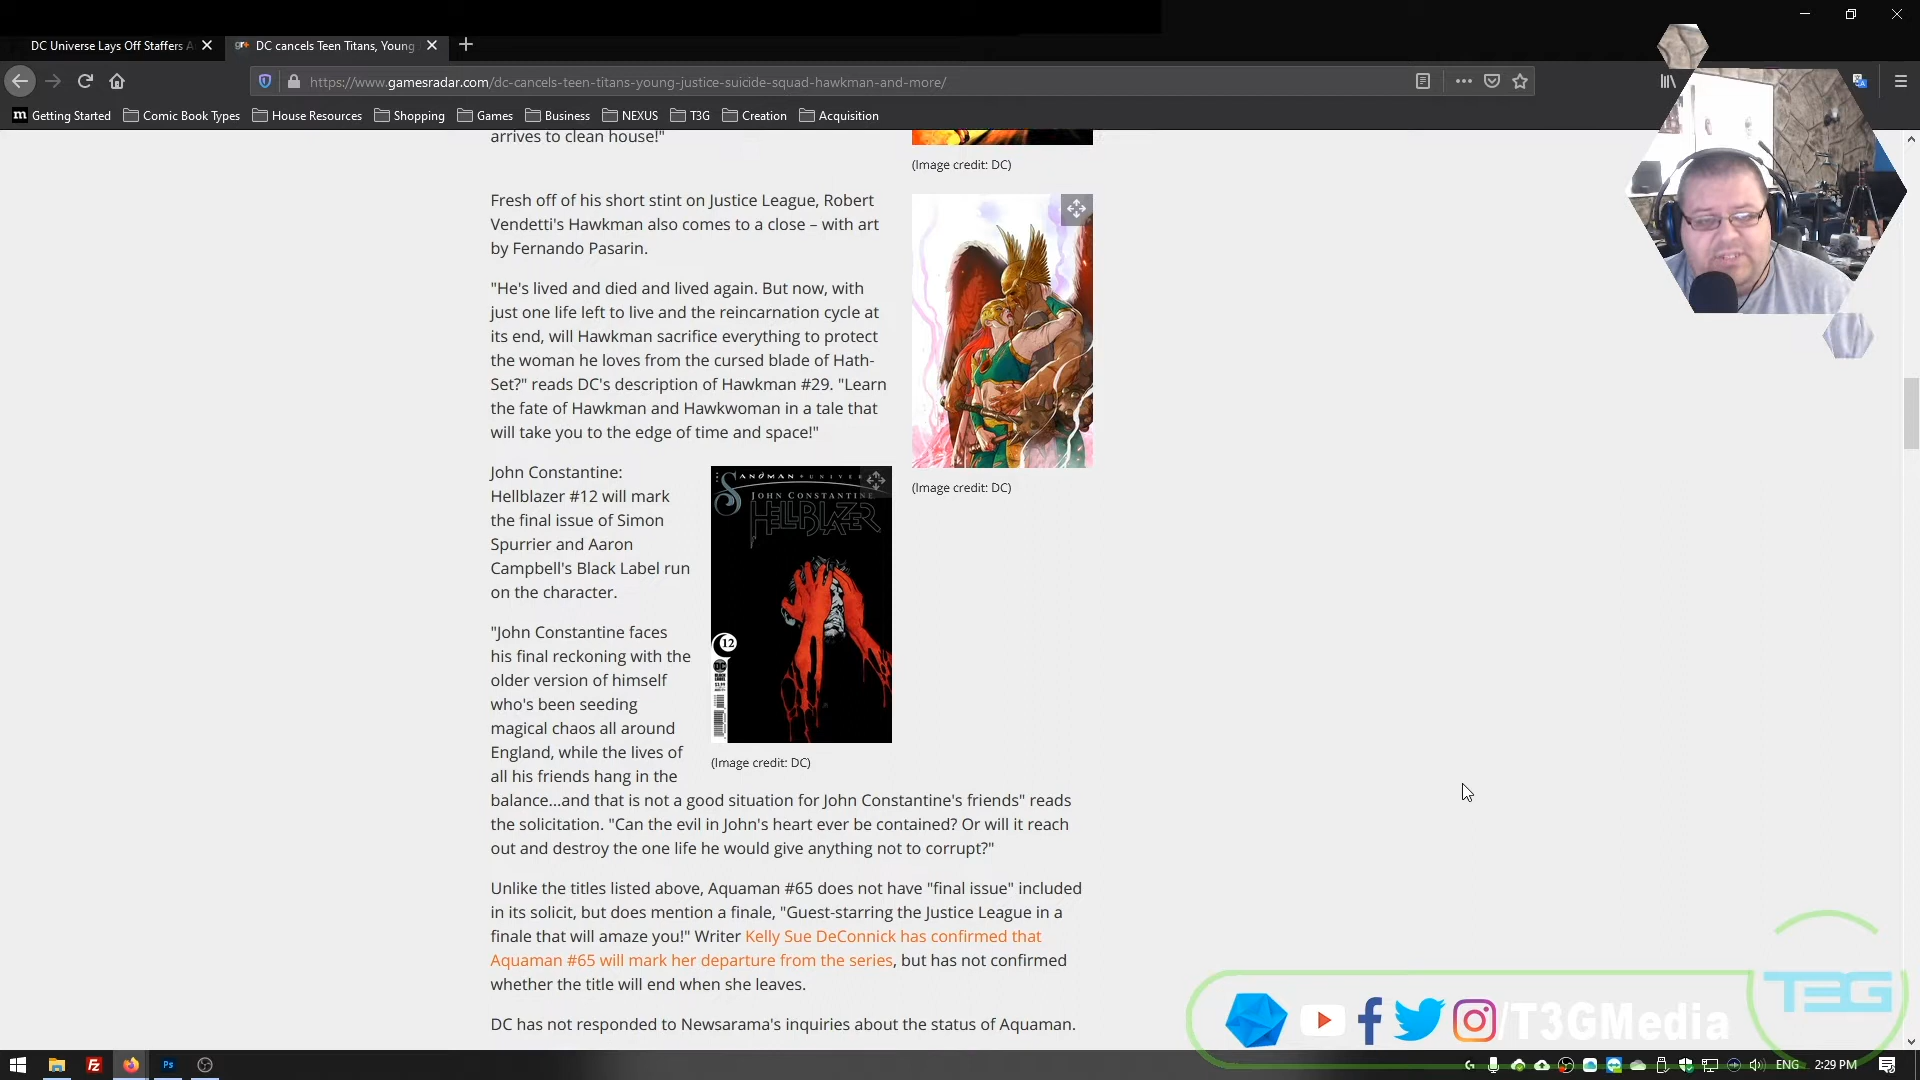 DC Universe Lays Off Staffers A
DC cancels Teen Titans, Young
https://www.gamesradar.com/dc-cancels-teen-titans-young-justice-suicide-squad-hawkman-and-more/
Getting Started Comic Book Types House Resources Shopping Games Business NEXUS T3G Creation Acquisition
arrives to clean house!"
(Image credit: DC)
Fresh off of his short stint on Justice League, Robert
Vendetti's Hawkman also comes to a close – with art
by Fernando Pasarin.
"He's lived and died and lived again. But now, with
just one life left to live and the reincarnation cycle at
its end, will Hawkman sacrifice everything to protect
the woman he loves from the cursed blade of Hath-
Set?" reads DC's description of Hawkman #29. "Learn
the fate of Hawkman and Hawkwoman in a tale that
will take you to the edge of time and space!"
(Image credit: DC)
John Constantine:
Hellblazer #12 will mark
the final issue of Simon
Spurrier and Aaron
Campbell's Black Label run
on the character.
SANDMAN UNIVER
JOHN CONSTANTINE
HELLBLAZER
12
DC
(Image credit: DC)
"John Constantine faces
his final reckoning with the
older version of himself
who's been seeding
magical chaos all around
England, while the lives of
all his friends hang in the
balance...and that is not a good situation for John Constantine's friends" reads
the solicitation. "Can the evil in John's heart ever be contained? Or will it reach
out and destroy the one life he would give anything not to corrupt?"
Unlike the titles listed above, Aquaman #65 does not have "final issue" included
in its solicit, but does mention a finale, "Guest-starring the Justice League in a
finale that will amaze you!" Writer Kelly Sue DeConnick has confirmed that
Aquaman #65 will mark her departure from the series, but has not confirmed
whether the title will end when she leaves.
DC has not responded to Newsarama's inquiries about the status of Aquaman.
T3G
/T3GMedia
Fz
Ps
ENG 2:29 PM